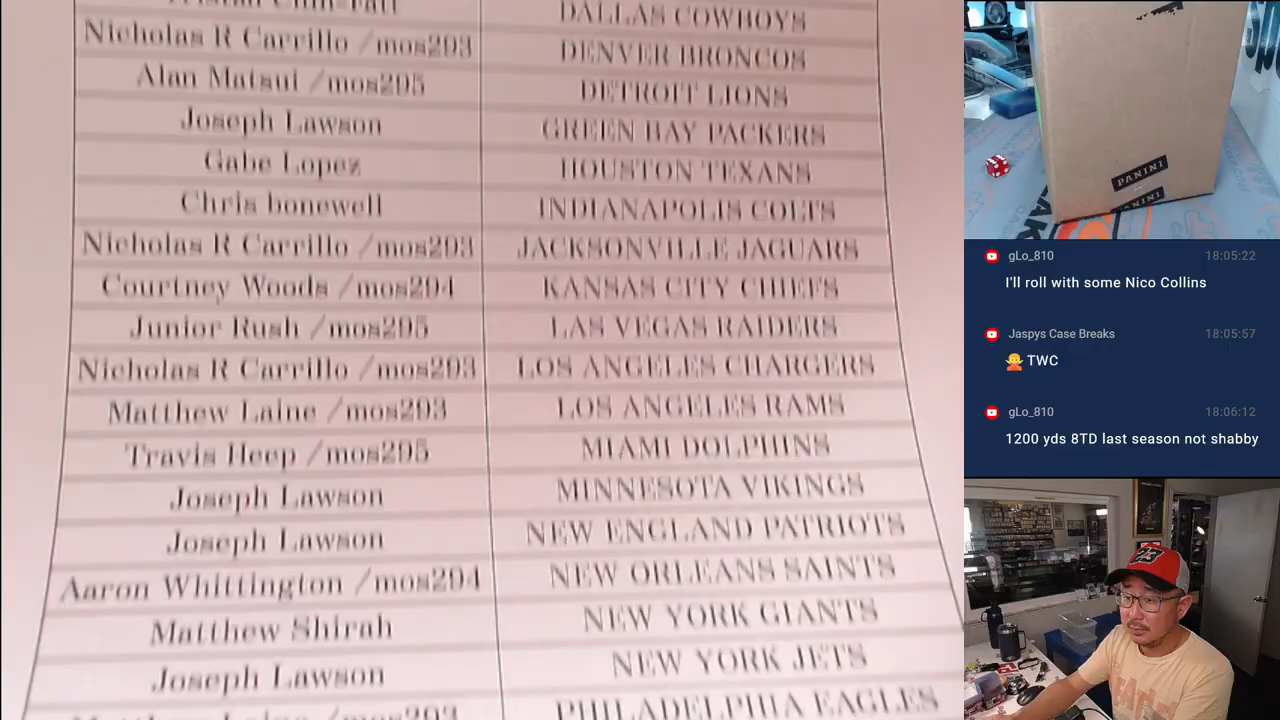 DALLAS COWBOYS
Nicholas R Carrillo /mos293 DENVER BRONCOS
Alan Matsui /mos295 DETROIT LIONS
Joseph Lawson GREEN BAY PACKERS
Gabe Lopez HOUSTON TEXANS
Chris bonewell INDIANAPOLIS COLTS
Nicholas R Carrillo /mos293 JACKSONVILLE JAGUARS
Courtney Woods /mos294 KANSAS CITY CHIEFS
Junior Rush /mos295 LAS VEGAS RAIDERS
Nicholas R Carrillo /mos293 LOS ANGELES CHARGERS
Matthew Laine /mos293 LOS ANGELES RAMS
Travis Heep /mos295 MIAMI DOLPHINS
Joseph Lawson MINNESOTA VIKINGS
Joseph Lawson NEW ENGLAND PATRIOTS
Aaron Whittington /mos294 NEW ORLEANS SAINTS
Matthew Shirah NEW YORK GIANTS
Joseph Lawson NEW YORK JETS
Matthew Laine /mos293 PHILADELPHIA EAGLES
PANINI
gLo_810 18:05:22
I'll roll with some Nico Collins
Jaspys Case Breaks 18:05:57
🙅 TWC
gLo_810 18:06:12
1200 yds 8TD last season not shabby